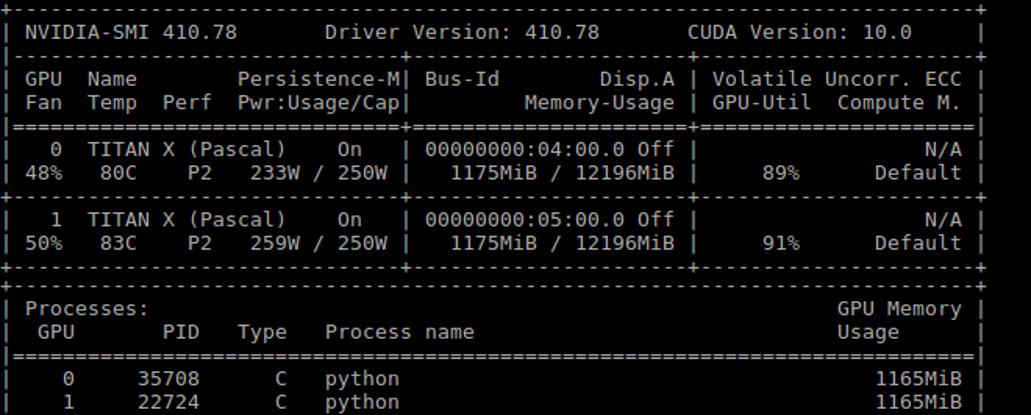 +-----------------------------------------------------------------------------+
| NVIDIA-SMI 410.78       Driver Version: 410.78       CUDA Version: 10.0     |
|-------------------------------+----------------------+----------------------+
| GPU  Name        Persistence-M| Bus-Id        Disp.A | Volatile Uncorr. ECC |
| Fan  Temp  Perf  Pwr:Usage/Cap|         Memory-Usage | GPU-Util  Compute M. |
|===============================+======================+======================|
|   0  TITAN X (Pascal)    On   | 00000000:04:00.0 Off |                  N/A |
| 48%   80C    P2   233W / 250W |   1175MiB / 12196MiB |     89%      Default |
+-------------------------------+----------------------+----------------------+
|   1  TITAN X (Pascal)    On   | 00000000:05:00.0 Off |                  N/A |
| 50%   83C    P2   259W / 250W |   1175MiB / 12196MiB |     91%      Default |
+-------------------------------+----------------------+----------------------+
+-----------------------------------------------------------------------------+
| Processes:                                                       GPU Memory |
|  GPU       PID   Type   Process name                             Usage      |
|=============================================================================|
|    0     35708      C   python                                      1165MiB |
|    1     22724      C   python                                      1165MiB |